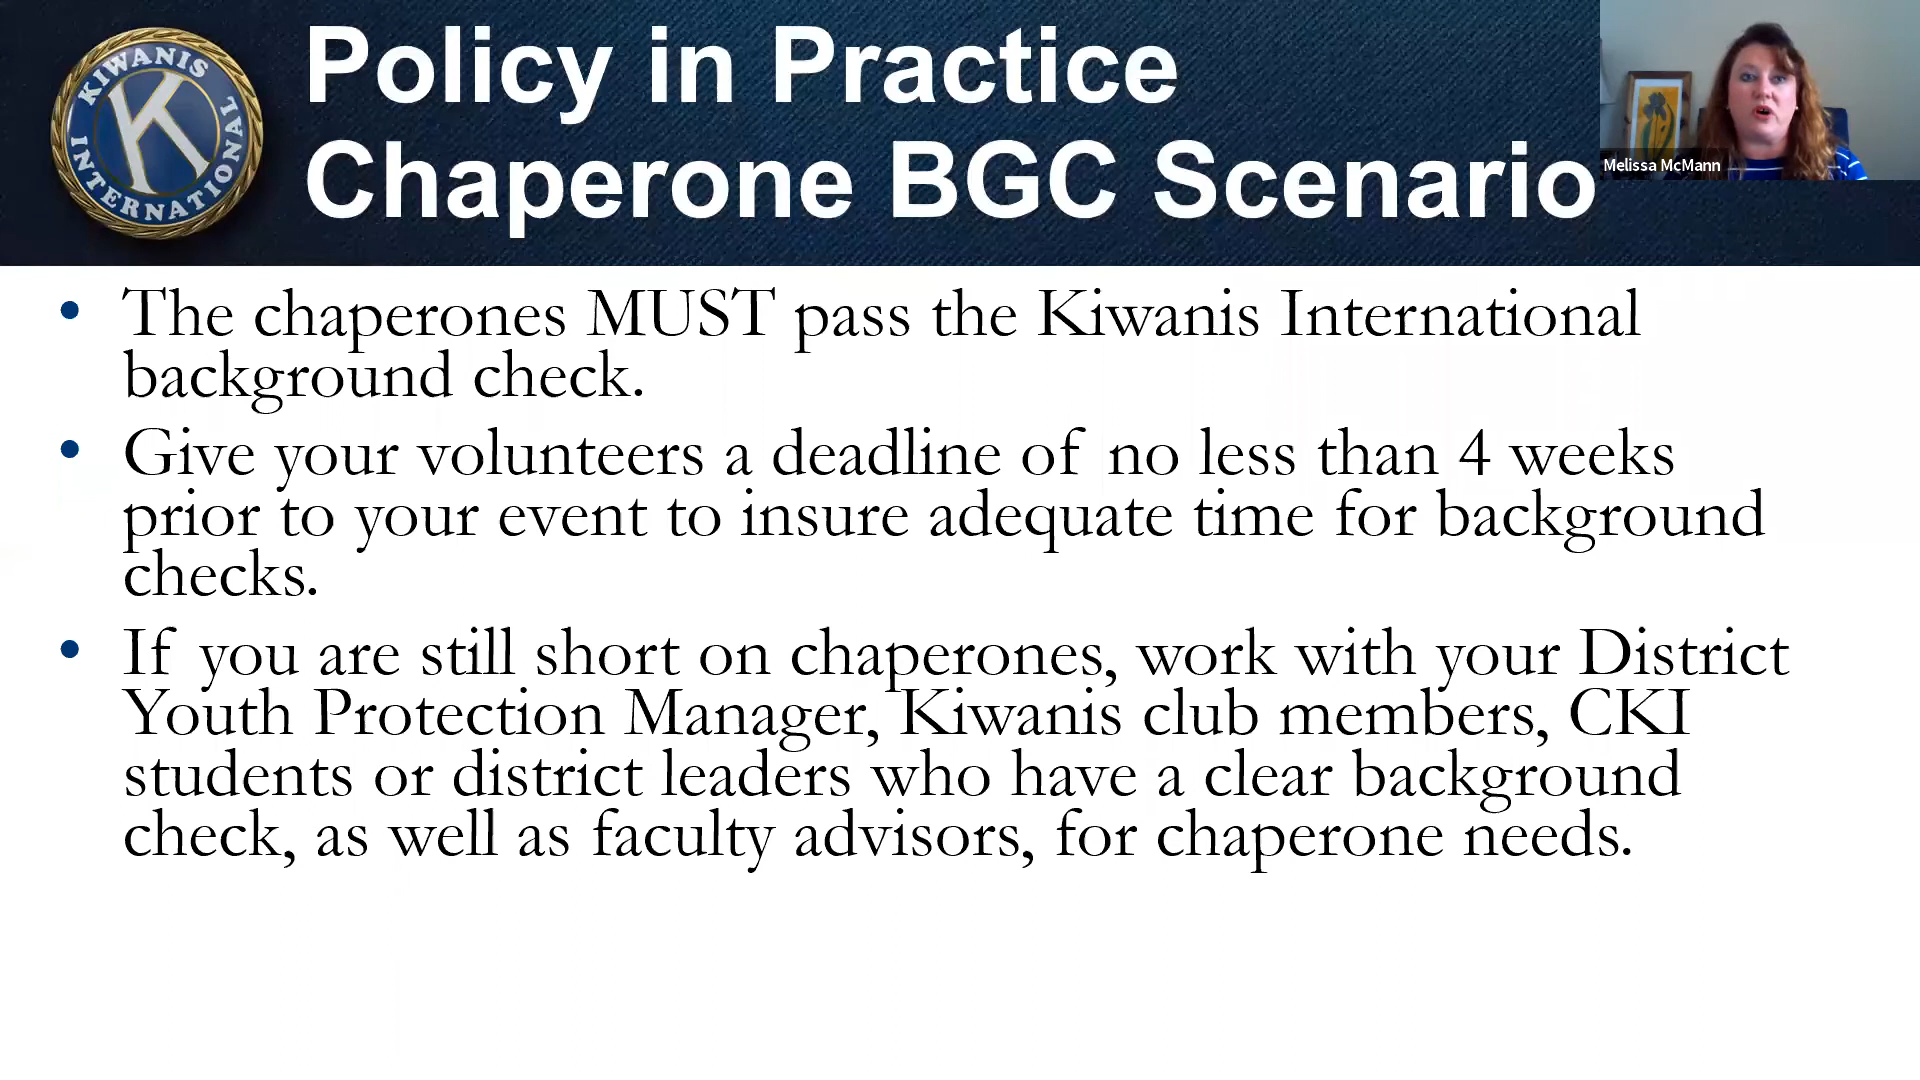 KIWANIS
INTERNATIONAL
K
Policy in Practice
Chaperone BGC Scenario
Melissa McMann
• The chaperones MUST pass the Kiwanis International
background check.
• Give your volunteers a deadline of no less than 4 weeks
prior to your event to insure adequate time for background
checks.
• If you are still short on chaperones, work with your District
Youth Protection Manager, Kiwanis club members, CKI
students or district leaders who have a clear background
check, as well as faculty advisors, for chaperone needs.